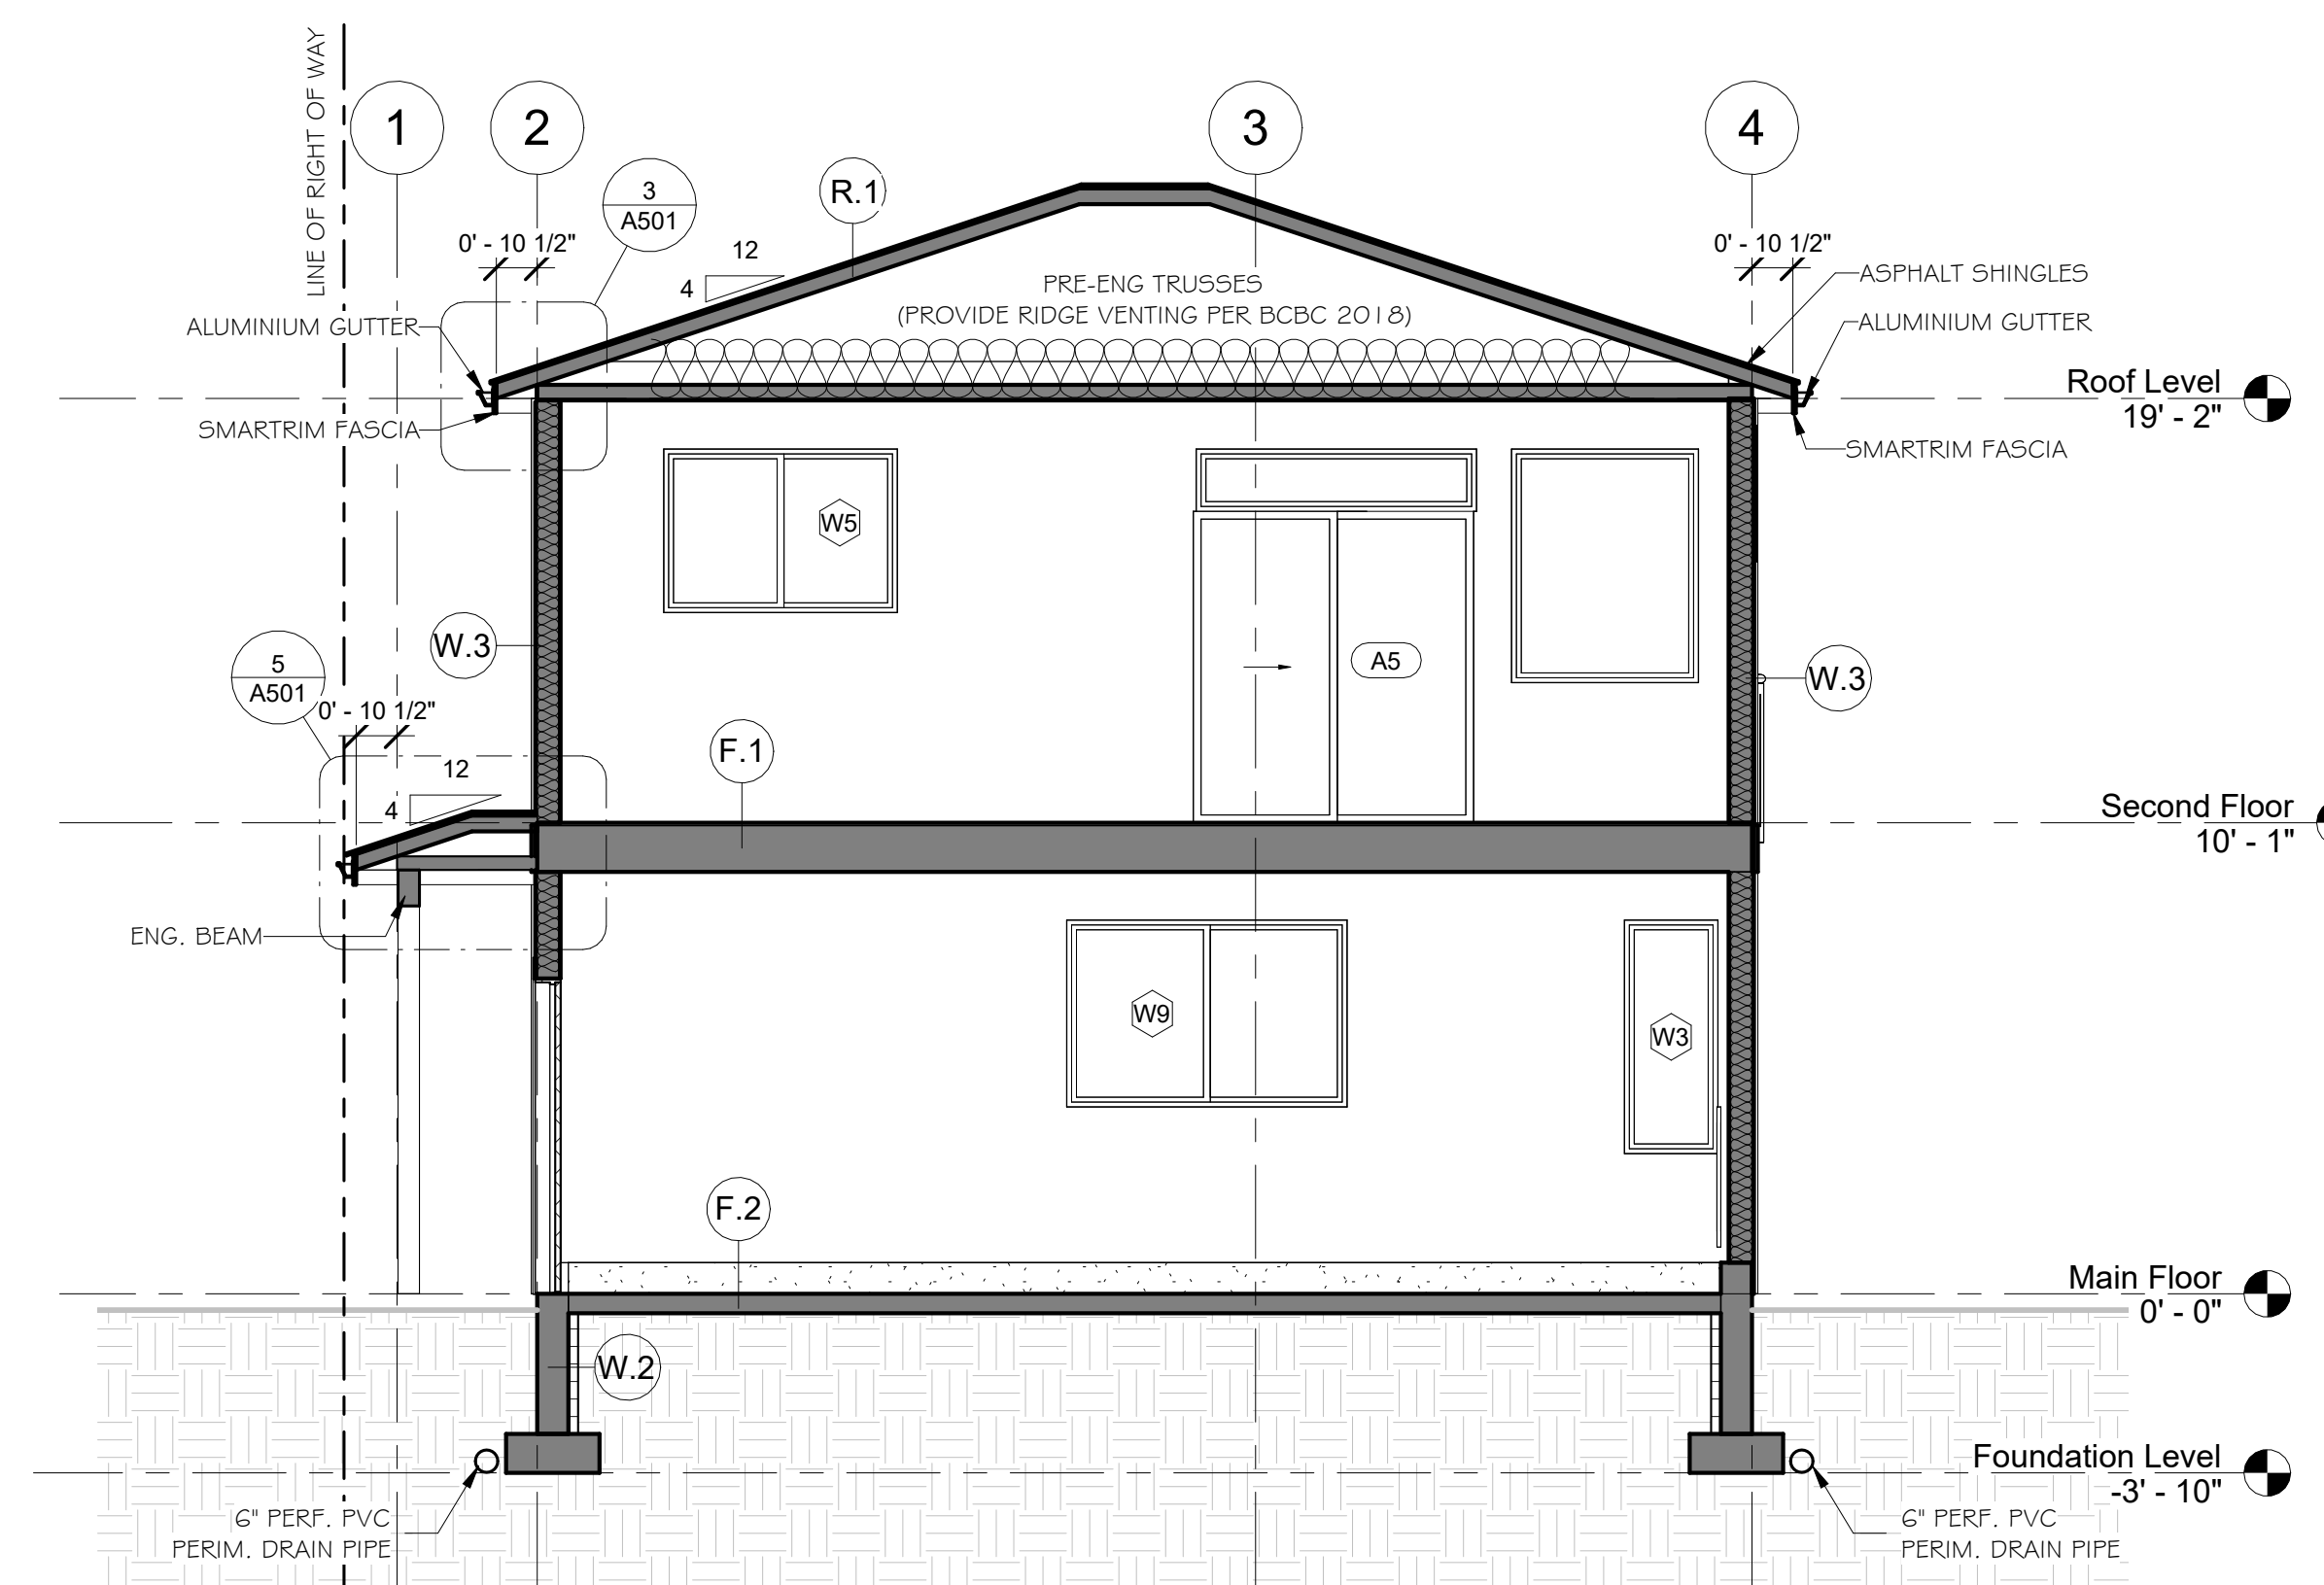 LINE OF RIGHT OF WAY
1
2
3
4
3
A501
R.1
0' - 10 1/2"
12
4
0' - 10 1/2"
PRE-ENG TRUSSES
(PROVIDE RIDGE VENTING PER BCBC 2018)
ASPHALT SHINGLES
ALUMINIUM GUTTER
ALUMINIUM GUTTER
SMARTRIM FASCIA
Roof Level
19' - 2"
SMARTRIM FASCIA
W5
W.3
A5
W.3
5
A501
0' - 10 1/2"
F.1
12
4
Second Floor
10' - 1"
ENG. BEAM
W9
W3
F.2
Main Floor
0' - 0"
W.2
Foundation Level
-3' - 10"
6" PERF. PVC
PERIM. DRAIN PIPE
6" PERF. PVC
PERIM. DRAIN PIPE